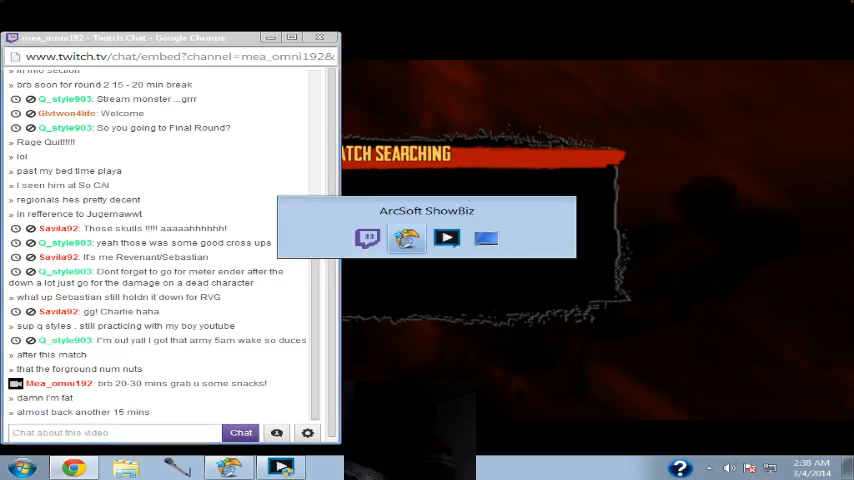 mea_omni192 - Twitch Chat - Google Chrome
www.twitch.tv/chat/embed?channel=mea_omni192&
» in info section
» brb soon for round 2 15 - 20 min break
Q_style903: Stream monster ...grrr
Glvtwon4life: Welcome
Q_style903: So you going to Final Round?
» Rage Quit!!!!!
» lol
» past my bed time playa
» I seen him at So CAl
» regionals hes pretty decent
» in refference to Jugernawwt
Savila92: Those skulls !!!!! aaaaahhhhhh!
Q_style903: yeah those was some good cross ups
Savila92: It's me Revenant/Sebastian
Q_style903: Dont forget to go for meter ender after the
down a lot just go for the damage on a dead character
» what up Sebastian still holdn it down for RVG
Savila92: gg! Charlie haha
» sup q styles . still practicing with my boy youtube
Q_style903: I"m out yall I got that army 5am wake so duces
» after this match
» that the forground num nuts
Mea_omni192: brb 20-30 mins grab u some snacks!
» damn I'm fat
» almost back another 15 mins
Chat about this video
Chat
ATCH SEARCHING
ArcSoft ShowBiz
2:38 AM
3/4/2014